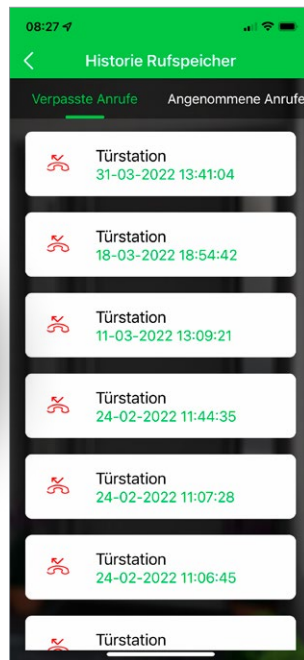 08:27
Historie Rufspeicher
Verpasste Anrufe Angenommene Anrufe
Türstation
31-03-2022 13:41:04
Türstation
18-03-2022 18:54:42
Türstation
11-03-2022 13:09:21
Türstation
24-02-2022 11:44:35
Türstation
24-02-2022 11:07:28
Türstation
24-02-2022 11:06:45
Türstation